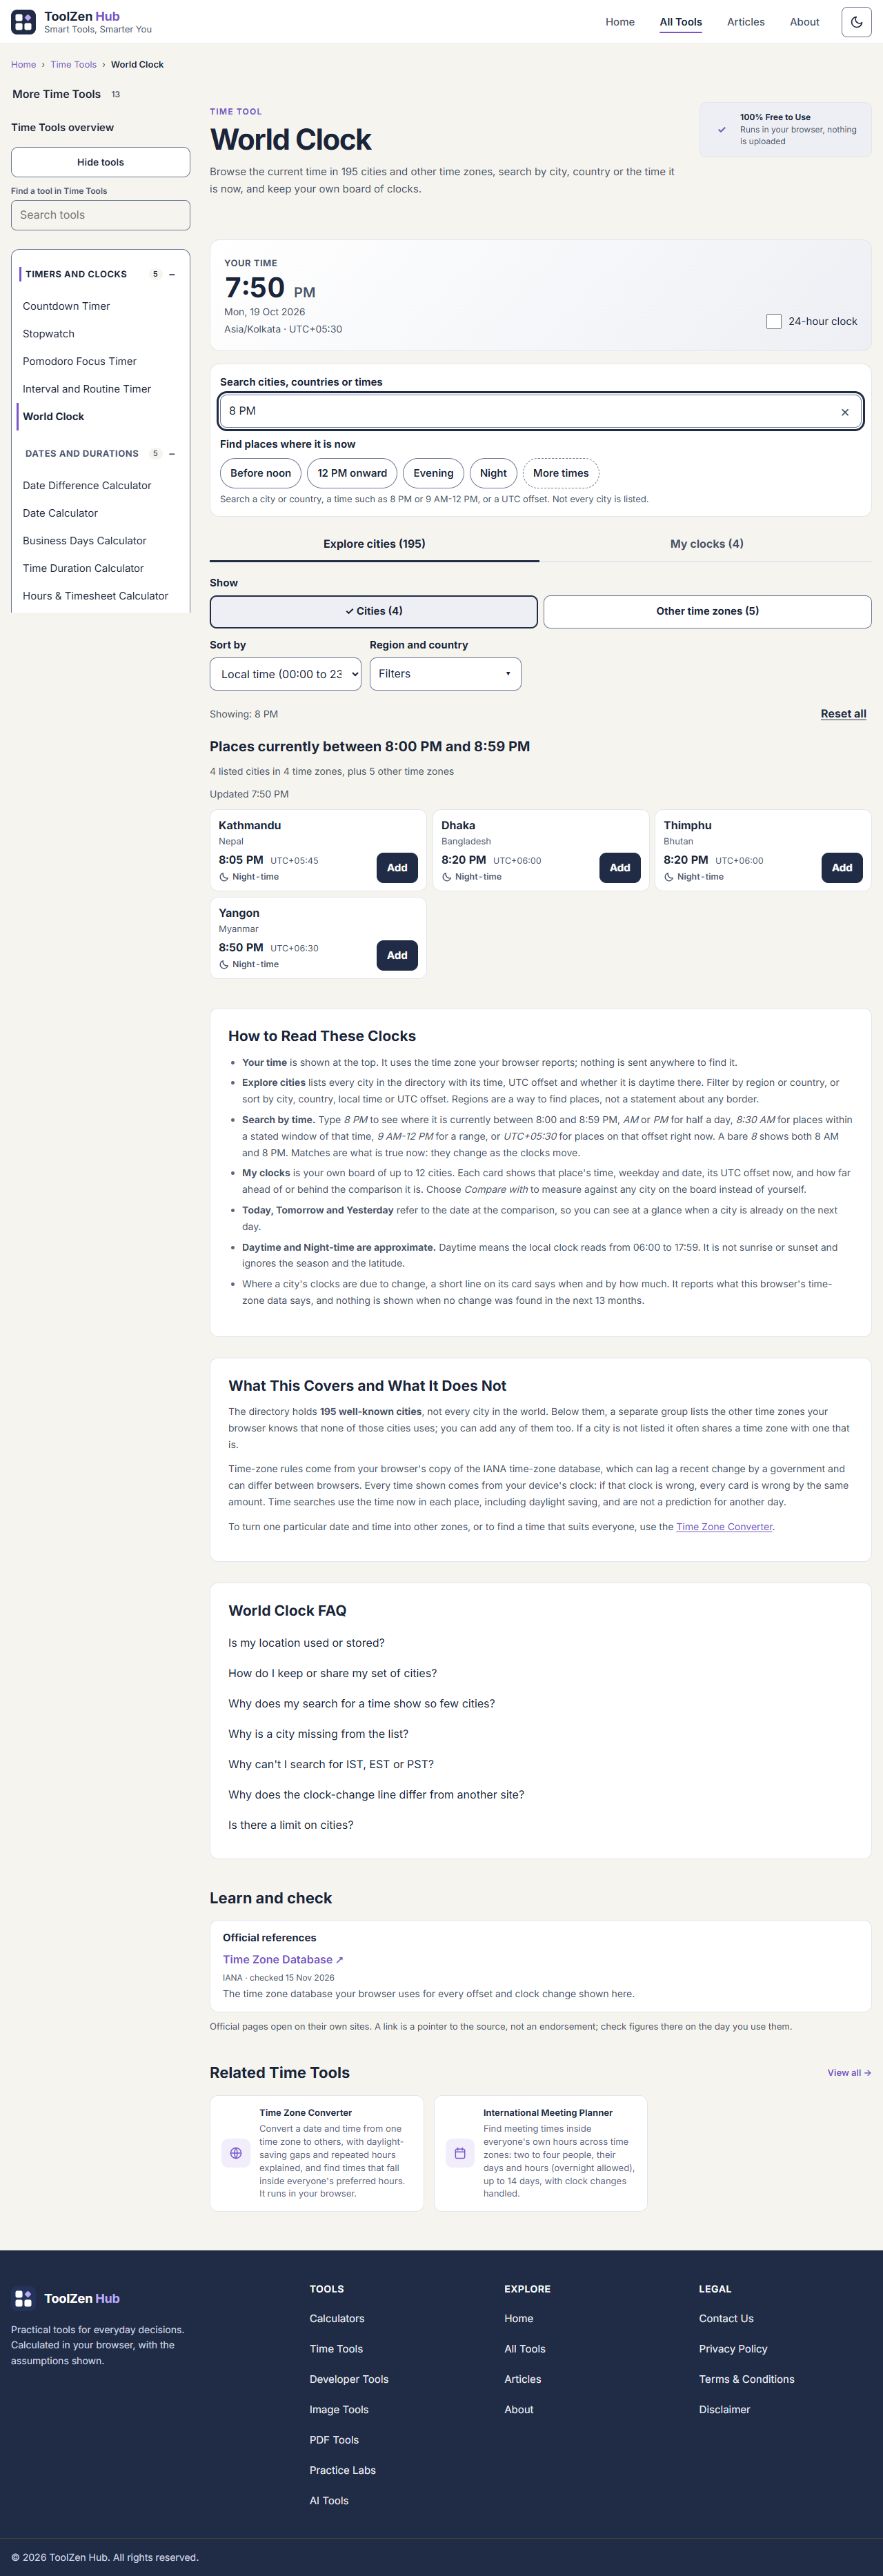 ToolZen Hub
Smart Tools, Smarter You
Home
All Tools
Articles
About
Home › Time Tools › World Clock
More Time Tools 13
Time Tools overview
Hide tools
Find a tool in Time Tools
Search tools
TIMERS AND CLOCKS 5 −
Countdown Timer
Stopwatch
Pomodoro Focus Timer
Interval and Routine Timer
World Clock
DATES AND DURATIONS 5 −
Date Difference Calculator
Date Calculator
Business Days Calculator
Time Duration Calculator
Hours & Timesheet Calculator
TIME TOOL
World Clock
Browse the current time in 195 cities and other time zones, search by city, country or the time it
is now, and keep your own board of clocks.
✓
100% Free to Use
Runs in your browser, nothing
is uploaded
YOUR TIME
7:50 PM
Mon, 19 Oct 2026
Asia/Kolkata · UTC+05:30
24-hour clock
Search cities, countries or times
8 PM ×
Find places where it is now
Before noon
12 PM onward
Evening
Night
More times
Search a city or country, a time such as 8 PM or 9 AM-12 PM, or a UTC offset. Not every city is listed.
Explore cities (195)
My clocks (4)
Show
✓ Cities (4)
Other time zones (5)
Sort by
Local time (00:00 to 23
Region and country
Filters ▾
Showing: 8 PM
Reset all
Places currently between 8:00 PM and 8:59 PM
4 listed cities in 4 time zones, plus 5 other time zones
Updated 7:50 PM
Kathmandu
Nepal
8:05 PM UTC+05:45
Night-time
Add
Dhaka
Bangladesh
8:20 PM UTC+06:00
Night-time
Add
Thimphu
Bhutan
8:20 PM UTC+06:00
Night-time
Add
Yangon
Myanmar
8:50 PM UTC+06:30
Night-time
Add
How to Read These Clocks
• Your time is shown at the top. It uses the time zone your browser reports; nothing is sent anywhere to find it.
• Explore cities lists every city in the directory with its time, UTC offset and whether it is daytime there. Filter by region or country, or
sort by city, country, local time or UTC offset. Regions are a way to find places, not a statement about any border.
• Search by time. Type 8 PM to see where it is currently between 8:00 and 8:59 PM, AM or PM for half a day, 8:30 AM for places within
a stated window of that time, 9 AM-12 PM for a range, or UTC+05:30 for places on that offset right now. A bare 8 shows both 8 AM
and 8 PM. Matches are what is true now: they change as the clocks move.
• My clocks is your own board of up to 12 cities. Each card shows that place's time, weekday and date, its UTC offset now, and how far
ahead of or behind the comparison it is. Choose Compare with to measure against any city on the board instead of yourself.
• Today, Tomorrow and Yesterday refer to the date at the comparison, so you can see at a glance when a city is already on the next
day.
• Daytime and Night-time are approximate. Daytime means the local clock reads from 06:00 to 17:59. It is not sunrise or sunset and
ignores the season and the latitude.
• Where a city's clocks are due to change, a short line on its card says when and by how much. It reports what this browser's time-
zone data says, and nothing is shown when no change was found in the next 13 months.
What This Covers and What It Does Not
The directory holds 195 well-known cities, not every city in the world. Below them, a separate group lists the other time zones your
browser knows that none of those cities uses; you can add any of them too. If a city is not listed it often shares a time zone with one that
is.
Time-zone rules come from your browser's copy of the IANA time-zone database, which can lag a recent change by a government and
can differ between browsers. Every time shown comes from your device's clock: if that clock is wrong, every card is wrong by the same
amount. Time searches use the time now in each place, including daylight saving, and are not a prediction for another day.
To turn one particular date and time into other zones, or to find a time that suits everyone, use the Time Zone Converter.
World Clock FAQ
Is my location used or stored?
How do I keep or share my set of cities?
Why does my search for a time show so few cities?
Why is a city missing from the list?
Why can't I search for IST, EST or PST?
Why does the clock-change line differ from another site?
Is there a limit on cities?
Learn and check
Official references
Time Zone Database ↗
IANA · checked 15 Nov 2026
The time zone database your browser uses for every offset and clock change shown here.
Official pages open on their own sites. A link is a pointer to the source, not an endorsement; check figures there on the day you use them.
Related Time Tools
View all →
Time Zone Converter
Convert a date and time from one
time zone to others, with daylight-
saving gaps and repeated hours
explained, and find times that fall
inside everyone's preferred hours.
It runs in your browser.
International Meeting Planner
Find meeting times inside
everyone's own hours across time
zones: two to four people, their
days and hours (overnight allowed),
up to 14 days, with clock changes
handled.
ToolZen Hub
Practical tools for everyday decisions.
Calculated in your browser, with the
assumptions shown.
TOOLS
Calculators
Time Tools
Developer Tools
Image Tools
PDF Tools
Practice Labs
AI Tools
EXPLORE
Home
All Tools
Articles
About
LEGAL
Contact Us
Privacy Policy
Terms & Conditions
Disclaimer
© 2026 ToolZen Hub. All rights reserved.